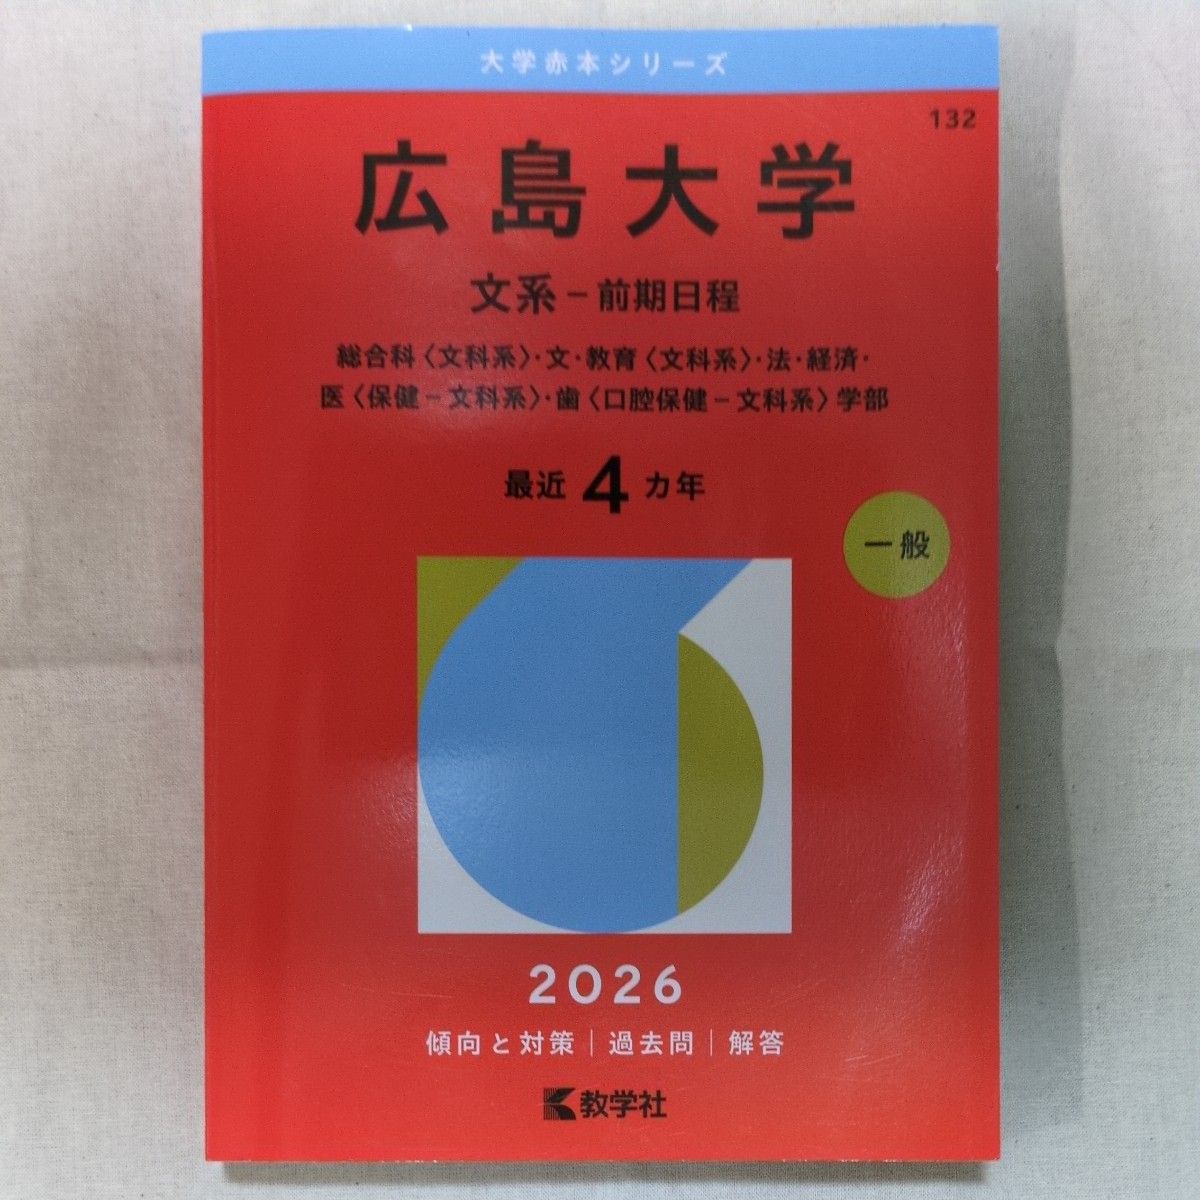 大学赤本シリーズ
132
広島大学
文系－前期日程
総合科〈文科系〉・文・教育〈文科系〉・法・経済・
医〈保健－文科系〉・歯〈口腔保健－文科系〉学部
最近4カ年
一般
2026
傾向と対策｜過去問｜解答
教学社